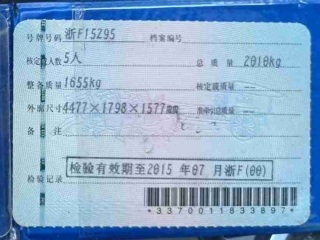 号牌号码 浙F15Z95 档案编号
核定载人数 5人 总质量 2010kg
整备质量 1655kg 核定载质量
外廓尺寸 4477×1798×1577mm 准牵引总质量
备注
检验有效期至2015 年07 月浙F(00)
检验记录
*3370011833897*